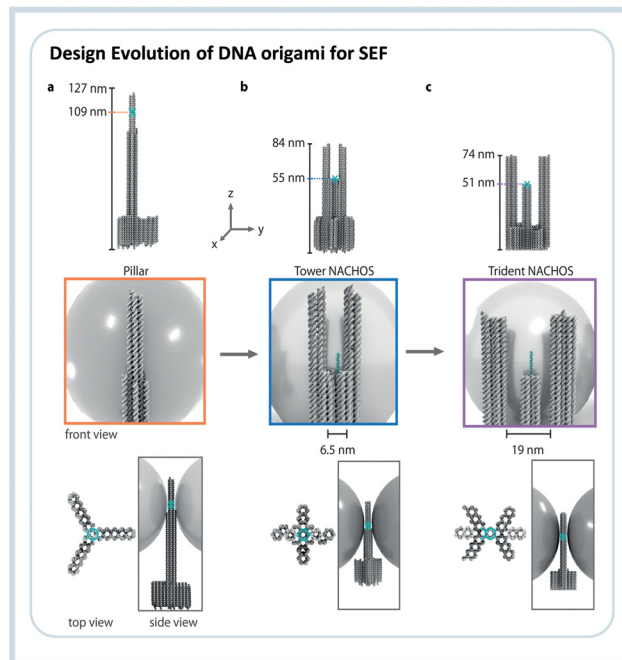 Design Evolution of DNA origami for SEF
a
b
c
127 nm
109 nm
84 nm
55 nm
74 nm
51 nm
z
y
x
Pillar
Tower NACHOS
Trident NACHOS
front view
6.5 nm
19 nm
top view
side view